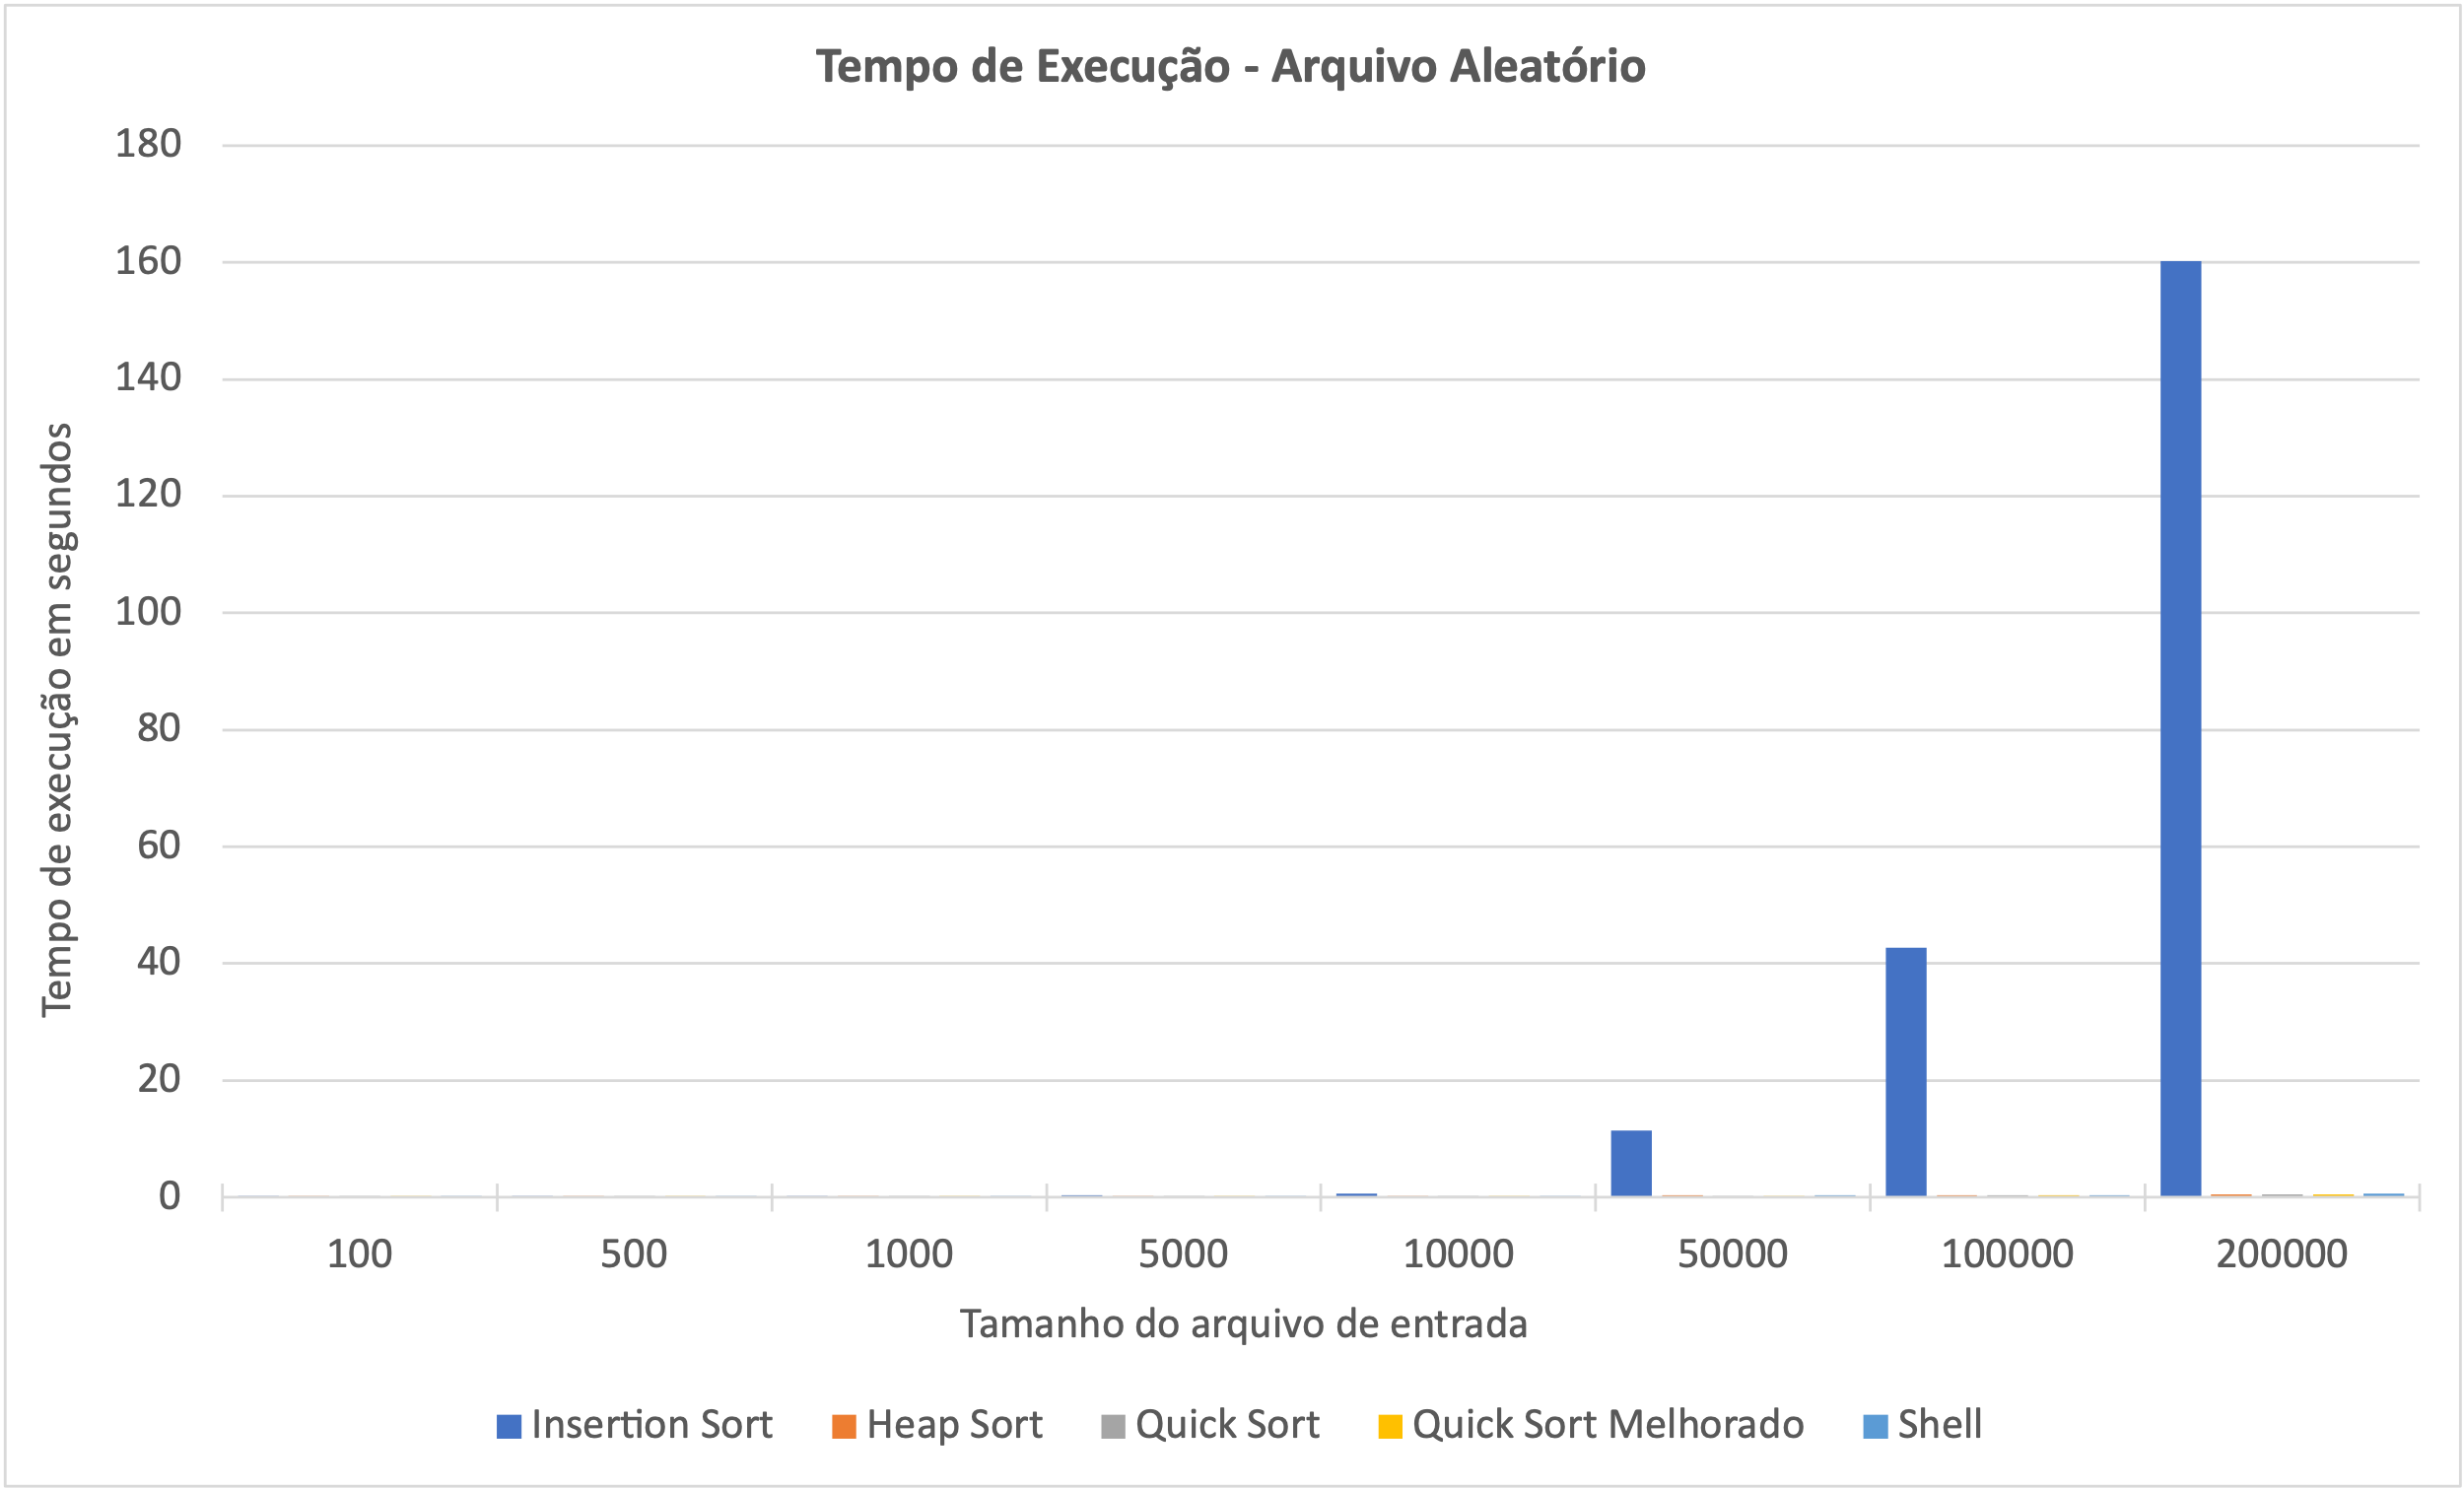 Tempo de Execução - Arquivo Aleatório
180
160
140
120
100
80
60
40
20
0
Tempo de execução em segundos
100 500 1000 5000 10000 50000 100000 200000
Tamanho do arquivo de entrada
Insertion Sort Heap Sort Quick Sort Quick Sort Melhorado Shell